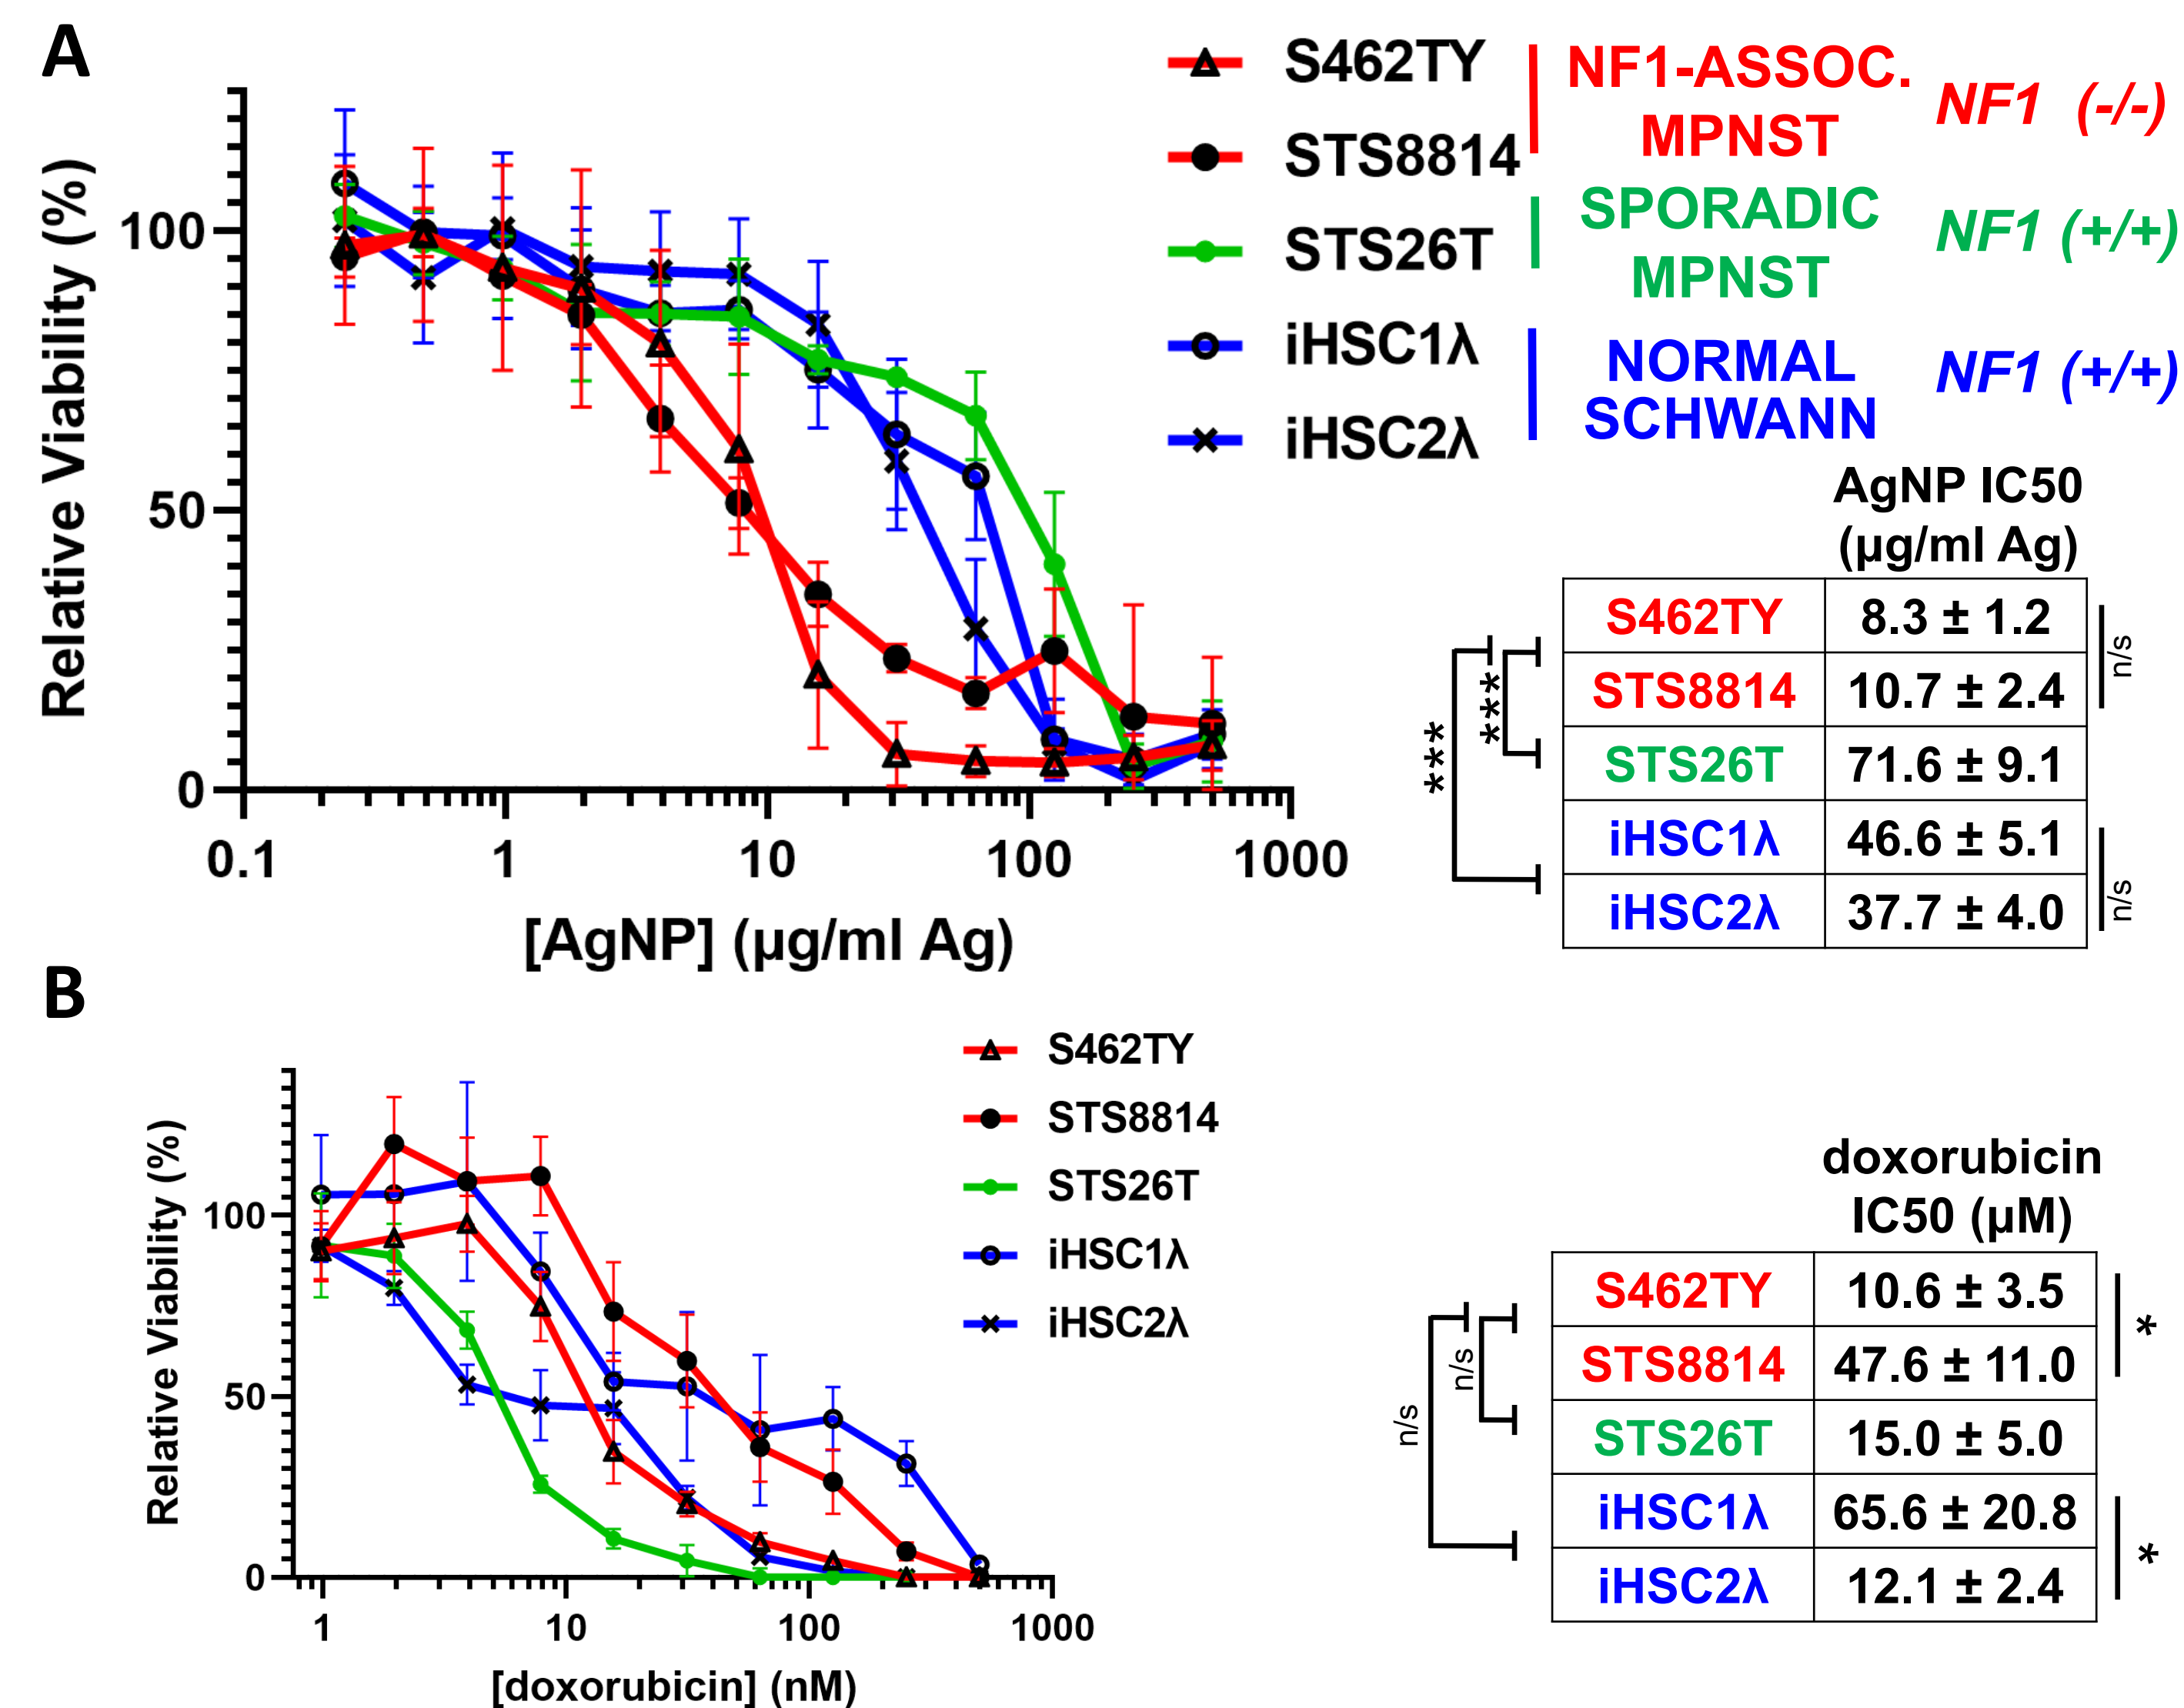 A
S462TY
STS8814
STS26T
iHSC1λ
iHSC2λ
NF1-ASSOC.
MPNST
NF1 (-/-)
SPORADIC
MPNST
NF1 (+/+)
NORMAL
SCHWANN
NF1 (+/+)
Relative Viability (%)
100
50
0
0.1 1 10 100 1000
[AgNP] (µg/ml Ag)
AgNP IC50
(µg/ml Ag)
S462TY 8.3 ± 1.2
STS8814 10.7 ± 2.4
STS26T 71.6 ± 9.1
iHSC1λ 46.6 ± 5.1
iHSC2λ 37.7 ± 4.0
***
****
n/s
n/s
B
S462TY
STS8814
STS26T
iHSC1λ
iHSC2λ
Relative Viability (%)
100
50
0
1 10 100 1000
[doxorubicin] (nM)
doxorubicin
IC50 (µM)
S462TY 10.6 ± 3.5
STS8814 47.6 ± 11.0
STS26T 15.0 ± 5.0
iHSC1λ 65.6 ± 20.8
iHSC2λ 12.1 ± 2.4
n/s
n/s
*
*